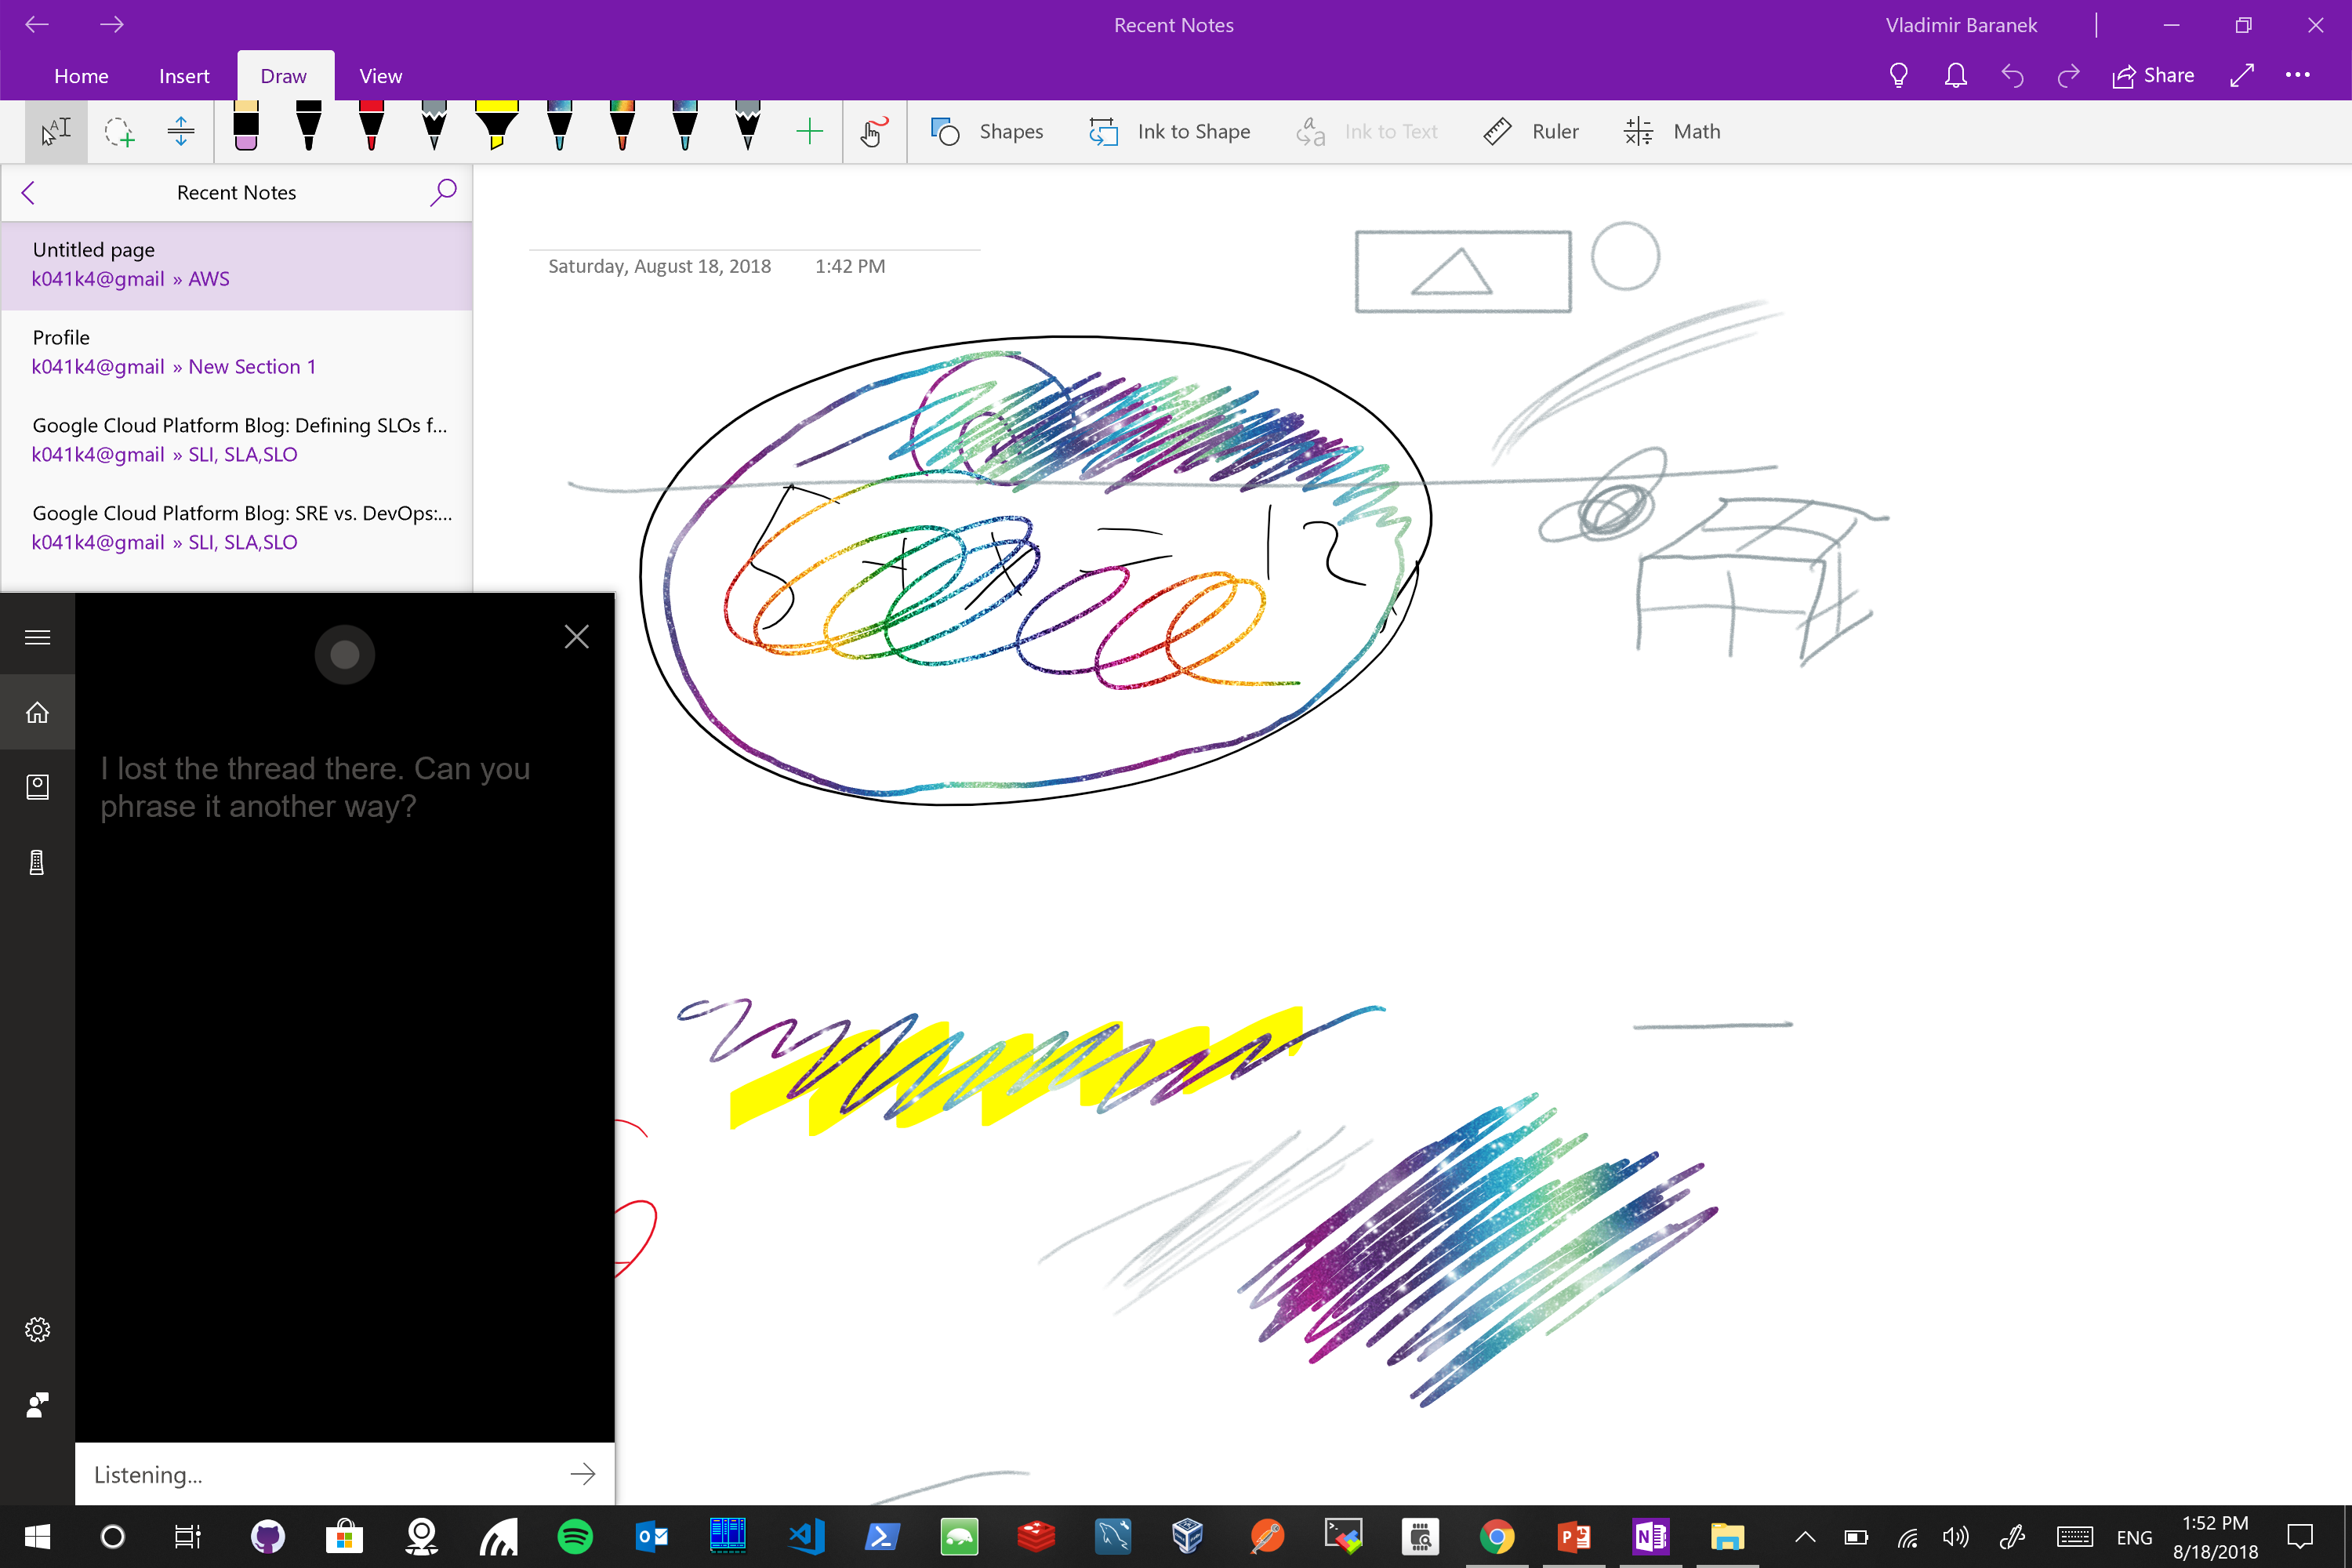 Recent Notes
Vladimir Baranek
Home Insert Draw View
Share
Shapes
Ink to Shape
Ink to Text
Ruler
Math
Recent Notes
Untitled page
k041k4@gmail » AWS
Profile
k041k4@gmail » New Section 1
Google Cloud Platform Blog: Defining SLOs f...
k041k4@gmail » SLI, SLA,SLO
Google Cloud Platform Blog: SRE vs. DevOps:...
k041k4@gmail » SLI, SLA,SLO
Saturday, August 18, 2018 1:42 PM
5 + x = 12
I lost the thread there. Can you
phrase it another way?
Listening...
ENG
1:52 PM
8/18/2018